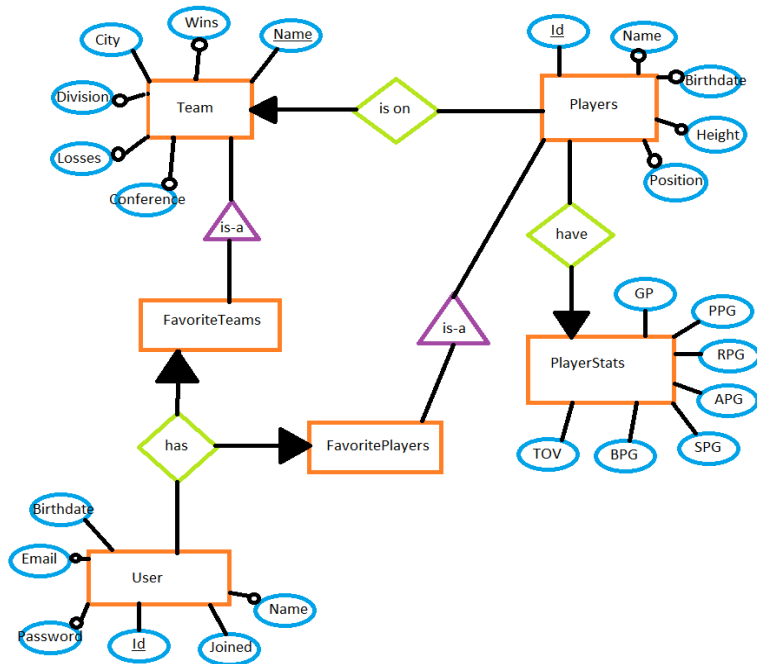 Wins
City
Name
Id
Name
Birthdate
Division
Team
is on
Players
Losses
Height
Conference
Position
is-a
have
GP
PPG
FavoriteTeams
is-a
PlayerStats
RPG
APG
has
FavoritePlayers
TOV
BPG
SPG
Birthdate
Email
User
Name
Password
Id
Joined